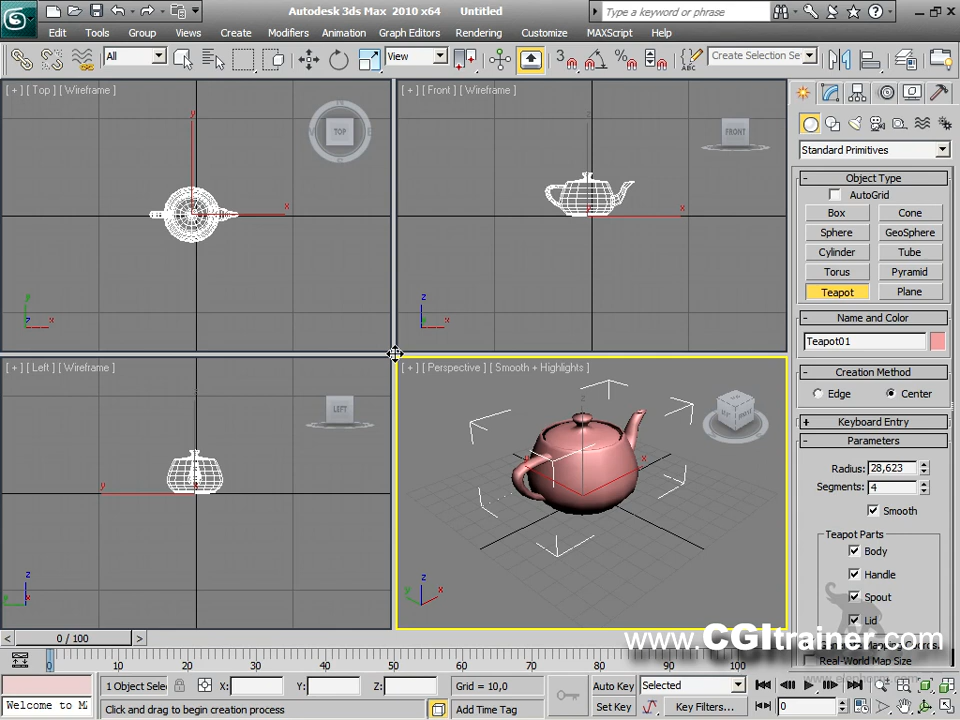 Autodesk 3ds Max 2010 x64 Untitled
Type a keyword or phrase
Edit Tools Group Views Create Modifiers Animation Graph Editors Rendering Customize MAXScript Help
All View 3 Create Selection Se
[ + ] [ Top ] [ Wireframe ]
[ + ] [ Front ] [ Wireframe ]
TOP
FRONT
Standard Primitives
Object Type
AutoGrid
Box Cone
Sphere GeoSphere
Cylinder Tube
Torus Pyramid
Teapot Plane
Name and Color
Teapot01
[ + ] [ Left ] [ Wireframe ]
[ + ] [ Perspective ] [ Smooth + Highlights ]
LEFT
Creation Method
Edge Center
Keyboard Entry
Parameters
Radius: 28,623
Segments: 4
Smooth
Teapot Parts
Body
Handle
Spout
Lid
Real-World Map Size
www.CGItrainer.com
0 / 100
0 10 20 30 40 50 60 70 80 90 100
1 Object Sele X: Y: Z: Grid = 10,0 Auto Key Selected
Welcome to M Click and drag to begin creation process Add Time Tag Set Key Key Filters... 0